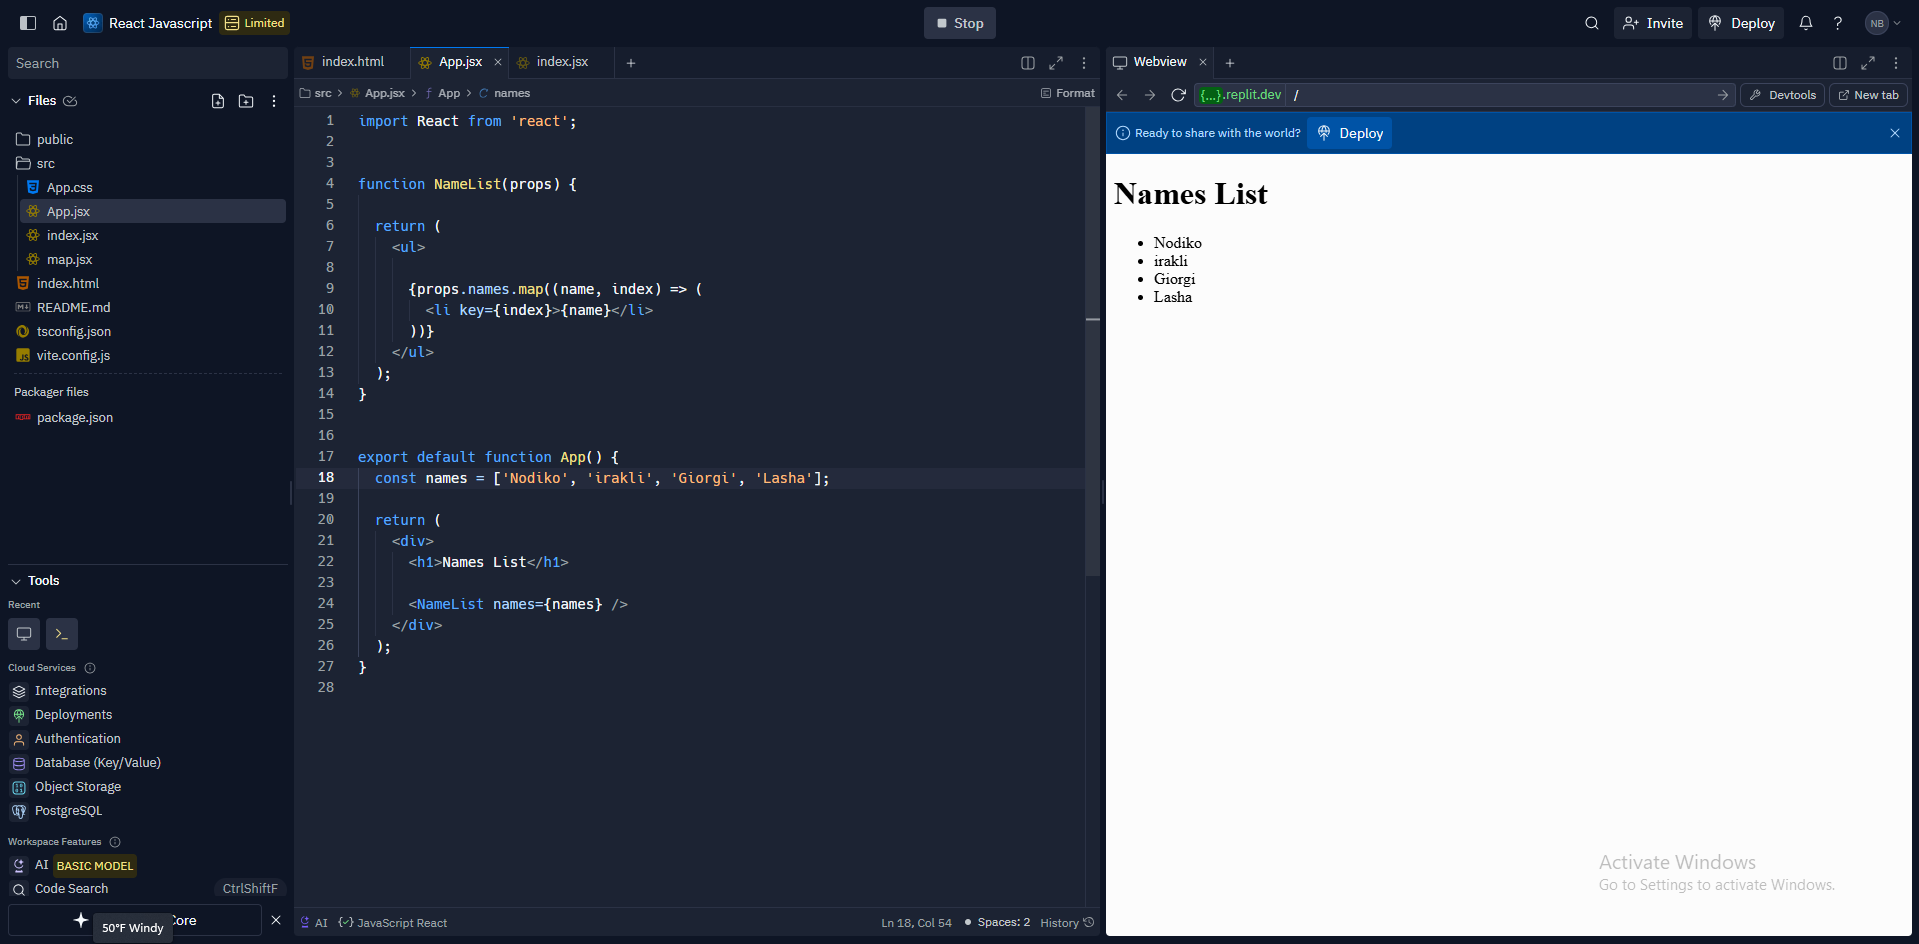 React Javascript
Limited
Stop
Invite
Deploy
?
NB
Search
Files
public
src
App.css
App.jsx
index.jsx
map.jsx
index.html
README.md
tsconfig.json
vite.config.js
Packager files
package.json
Tools
Recent
Cloud Services
Integrations
Deployments
Authentication
Database (Key/Value)
Object Storage
PostgreSQL
Workspace Features
AI BASIC MODEL
Code Search CtrlShiftF
Core
50°F Windy
index.html
App.jsx
index.jsx
src > App.jsx > f App > names
Format
1 import React from 'react';
2
3
4 function NameList(props) {
5
6 return (
7 <ul>
8
9 {props.names.map((name, index) => (
10 <li key={index}>{name}</li>
11 ))}
12 </ul>
13 );
14 }
15
16
17 export default function App() {
18 const names = ['Nodiko', 'irakli', 'Giorgi', 'Lasha'];
19
20 return (
21 <div>
22 <h1>Names List</h1>
23
24 <NameList names={names} />
25 </div>
26 );
27 }
28
AI
JavaScript React
Ln 18, Col 54
Spaces: 2
History
Webview
{...}.replit.dev /
Devtools
New tab
Ready to share with the world?
Deploy
Names List
• Nodiko
• irakli
• Giorgi
• Lasha
Activate Windows
Go to Settings to activate Windows.